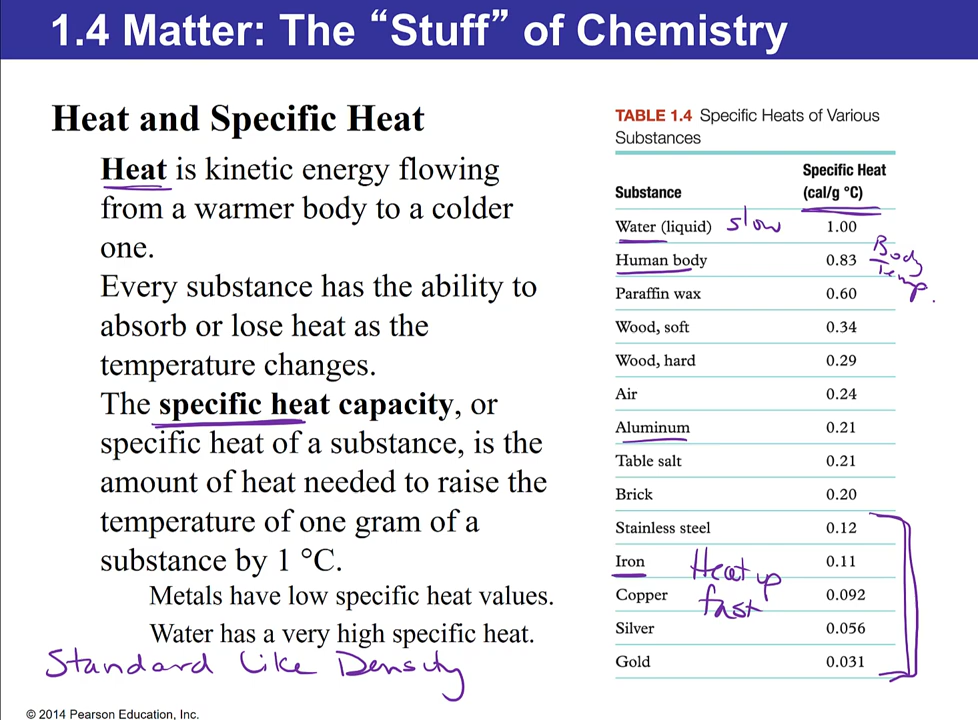 1.4 Matter: The “Stuff” of Chemistry
Heat and Specific Heat
Heat is kinetic energy flowing
from a warmer body to a colder
one.
Every substance has the ability to
absorb or lose heat as the
temperature changes.
The specific heat capacity, or
specific heat of a substance, is the
amount of heat needed to raise the
temperature of one gram of a
substance by 1 °C.
Metals have low specific heat values.
Water has a very high specific heat.
Standard Like Density
TABLE 1.4 Specific Heats of Various
Substances
Substance Specific Heat (cal/g °C)
Water (liquid) slow 1.00
Human body 0.83 Body Temp.
Paraffin wax 0.60
Wood, soft 0.34
Wood, hard 0.29
Air 0.24
Aluminum 0.21
Table salt 0.21
Brick 0.20
Stainless steel 0.12
Iron 0.11
Heat up fast
Copper 0.092
Silver 0.056
Gold 0.031
© 2014 Pearson Education, Inc.